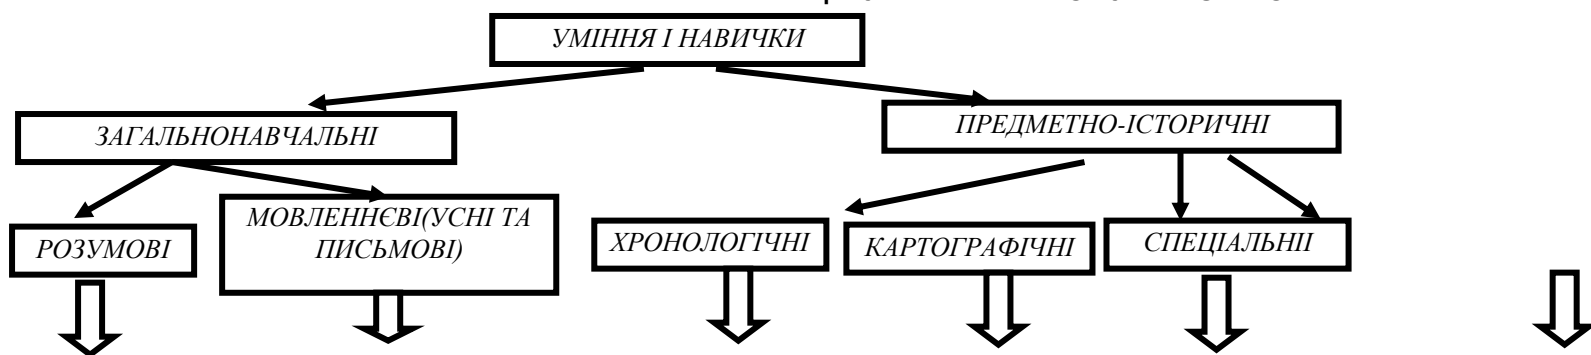 УМІННЯ І НАВИЧКИ
ЗАГАЛЬНОНАВЧАЛЬНІ
ПРЕДМЕТНО-ІСТОРИЧНІ
РОЗУМОВІ
МОВЛЕННЄВІ(УСНІ ТА
ПИСЬМОВІ)
ХРОНОЛОГІЧНІ
КАРТОГРАФІЧНІ
СПЕЦІАЛЬНІІ